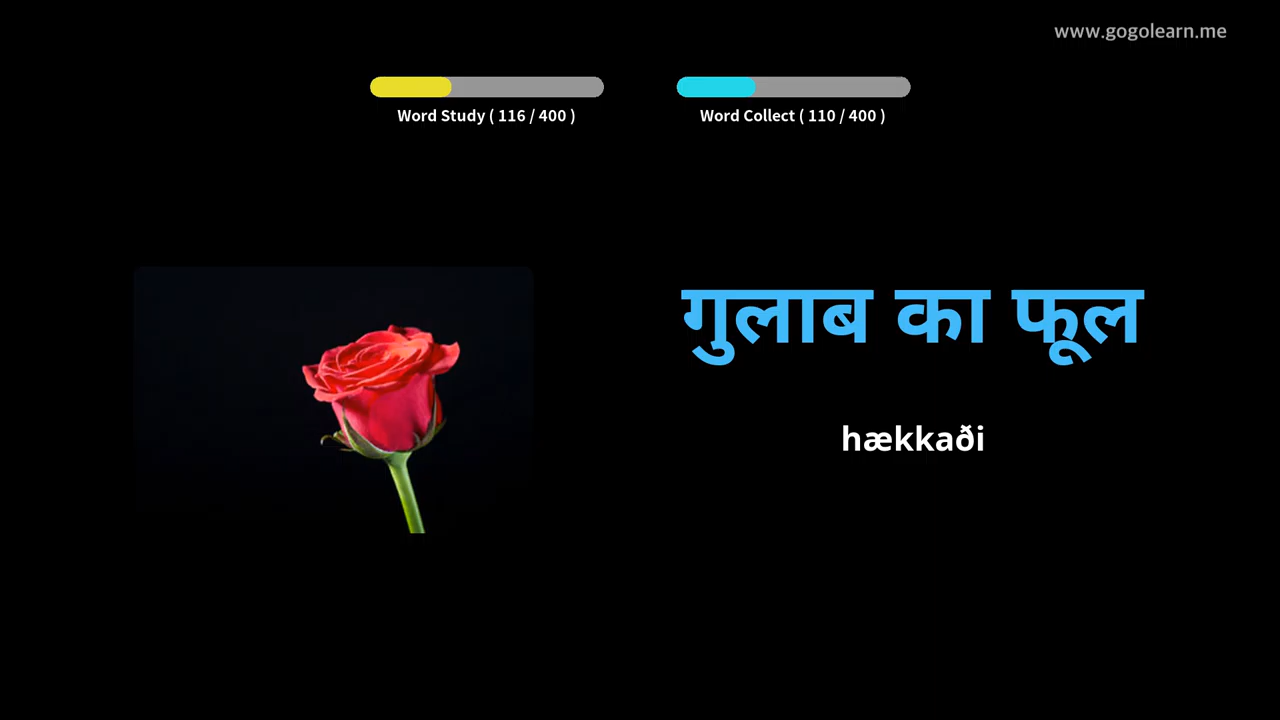 www.gogolearn.me
Word Study ( 116 / 400 )
Word Collect ( 110 / 400 )
गुलाब का फूल
hækkaði